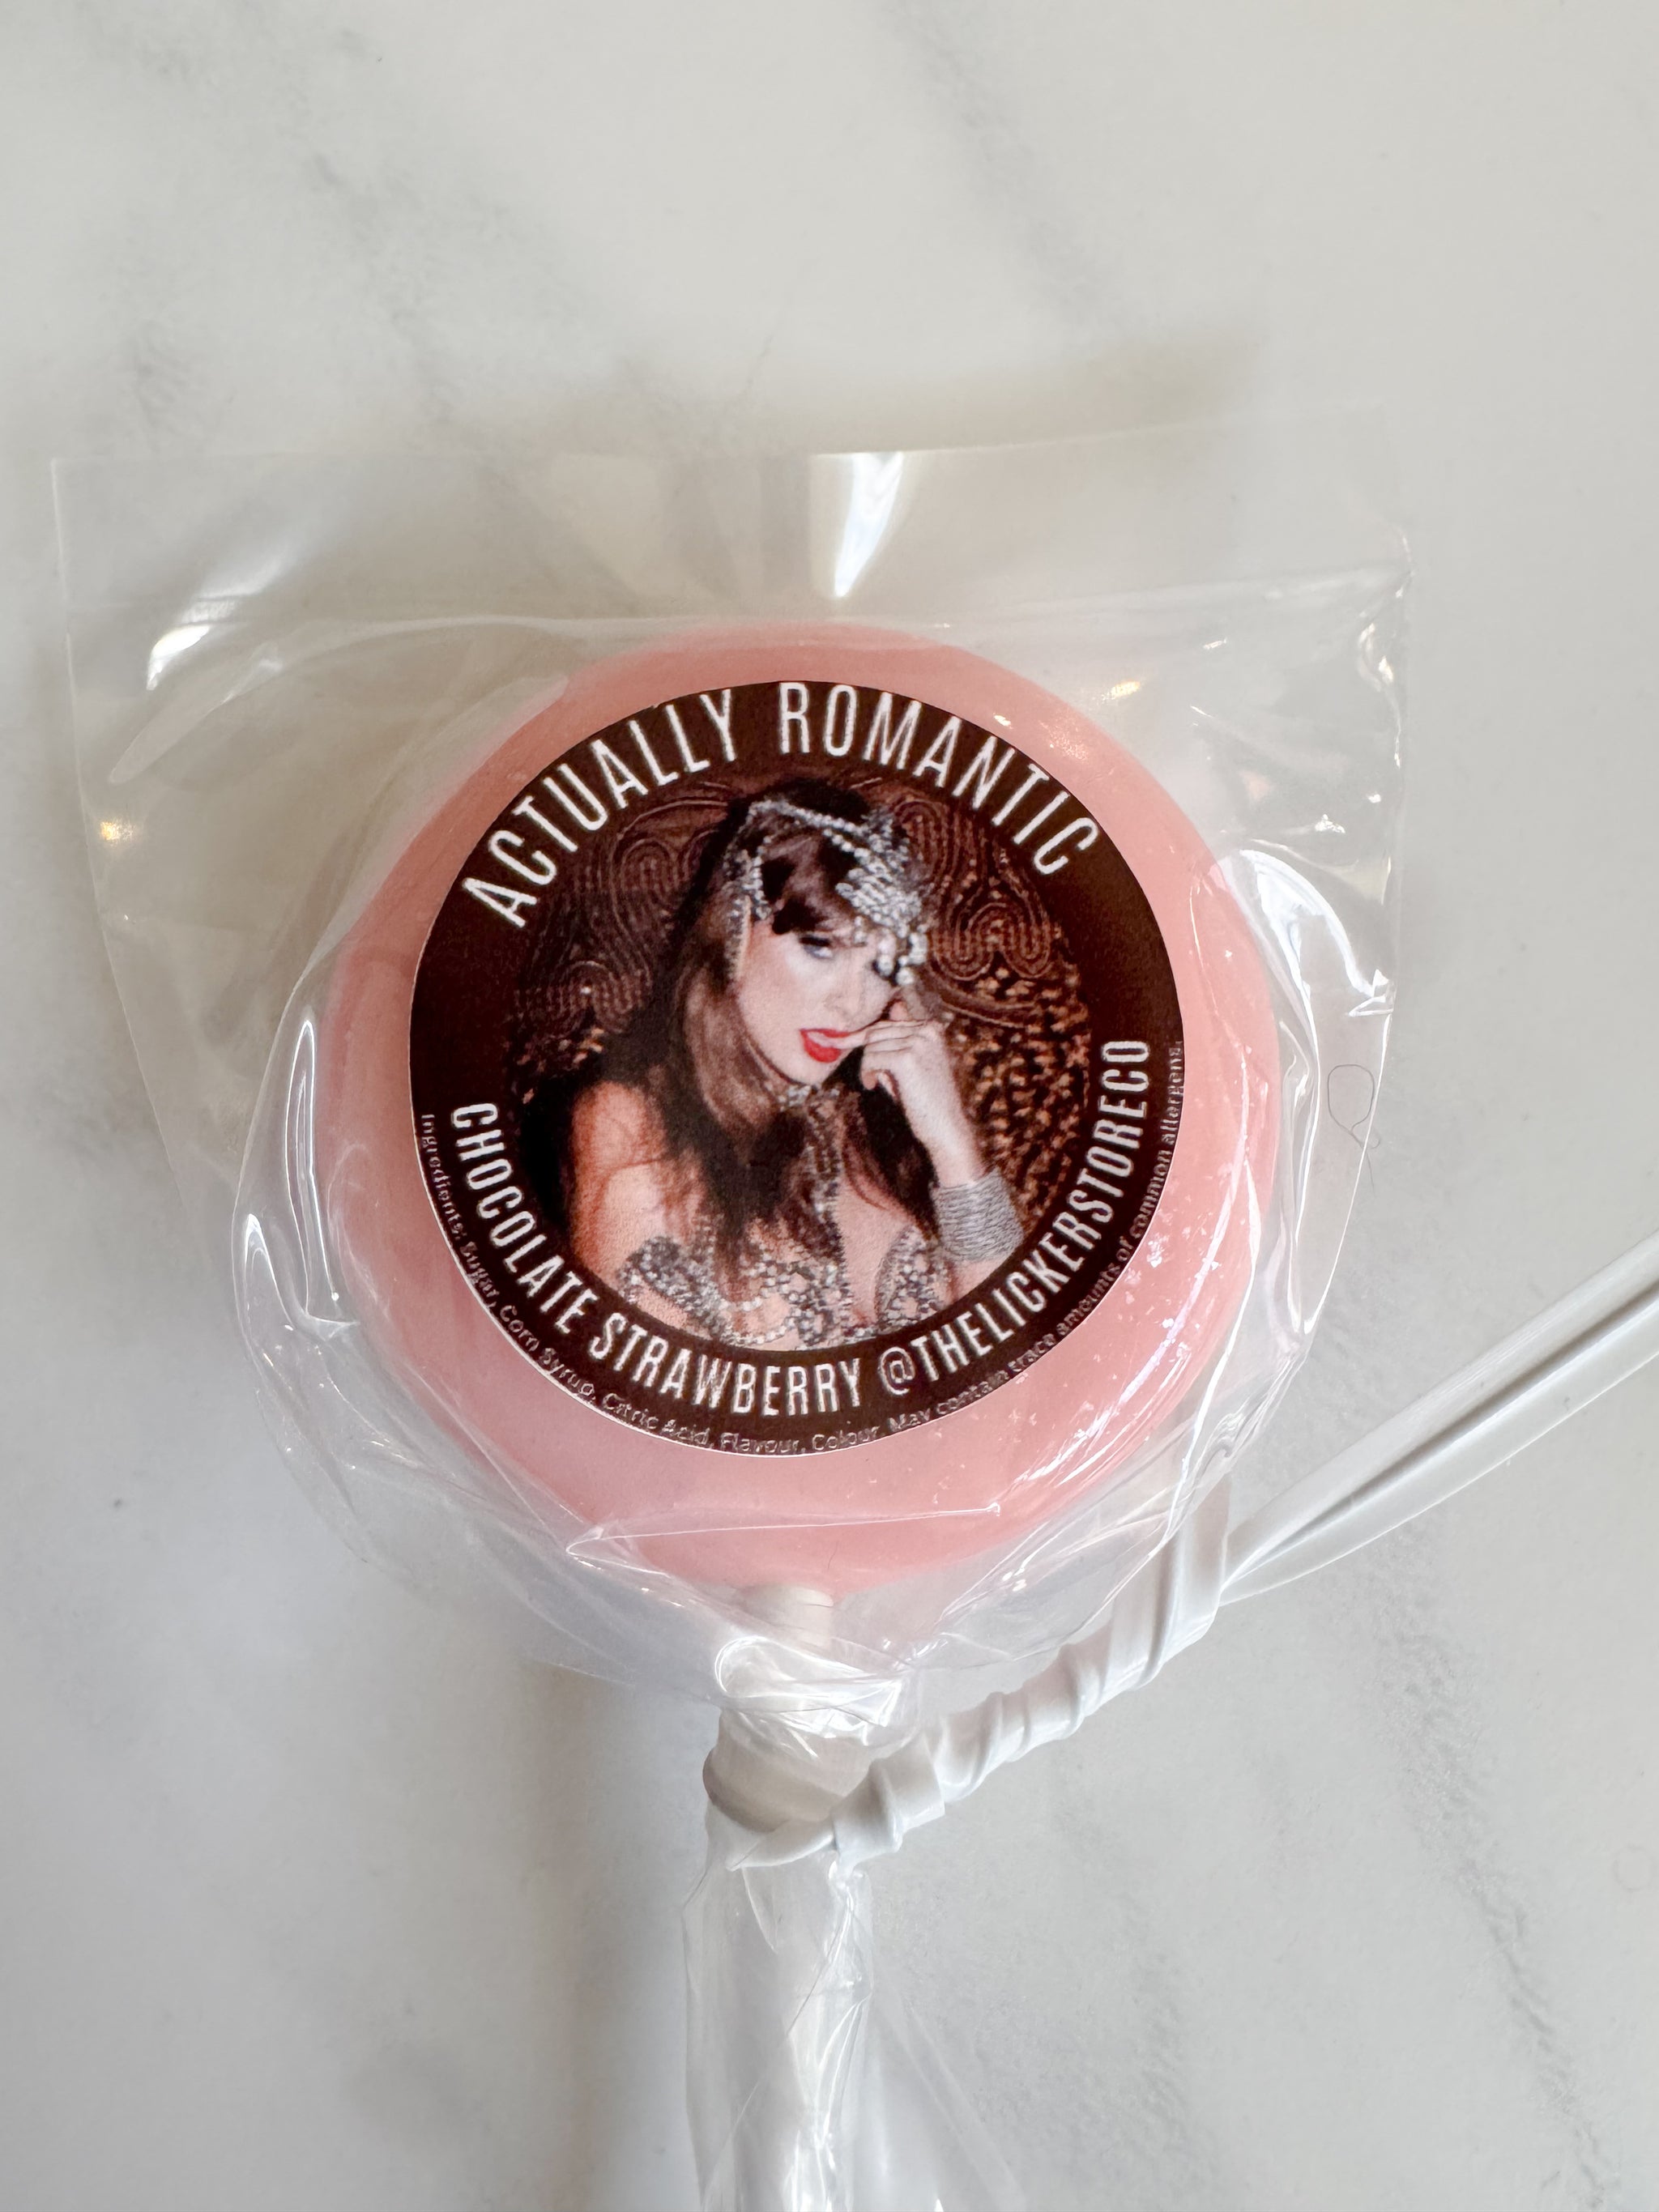 ACTUALLY ROMANTIC
CHOCOLATE STRAWBERRY @THELICKERSTORECO
Ingredients: Sugar, Corn Syrup, Citric Acid, Flavour, Colour. May contain trace amounts of common allergens.